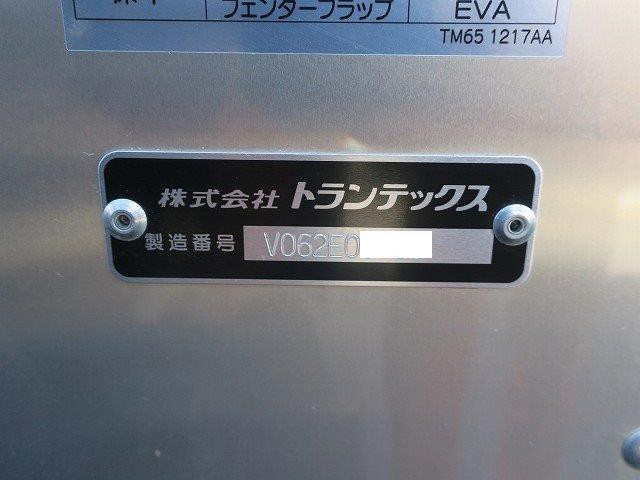 フェンダーフラップ EVA
TM65 1217AA
株式会社 トランテックス
製造番号 V062E0